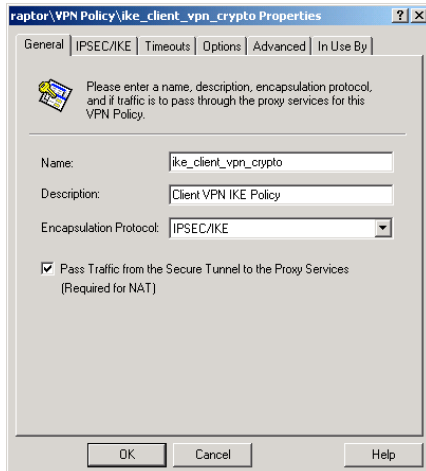 raptor\VPN Policy\ike_client_vpn_crypto Properties
General IPSEC/IKE Timeouts Options Advanced In Use By
Please enter a name, description, encapsulation protocol,
and if traffic is to pass through the proxy services for this
VPN Policy.
Name: ike_client_vpn_crypto
Description: Client VPN IKE Policy
Encapsulation Protocol: IPSEC/IKE
Pass Traffic from the Secure Tunnel to the Proxy Services
(Required for NAT)
OK Cancel Help